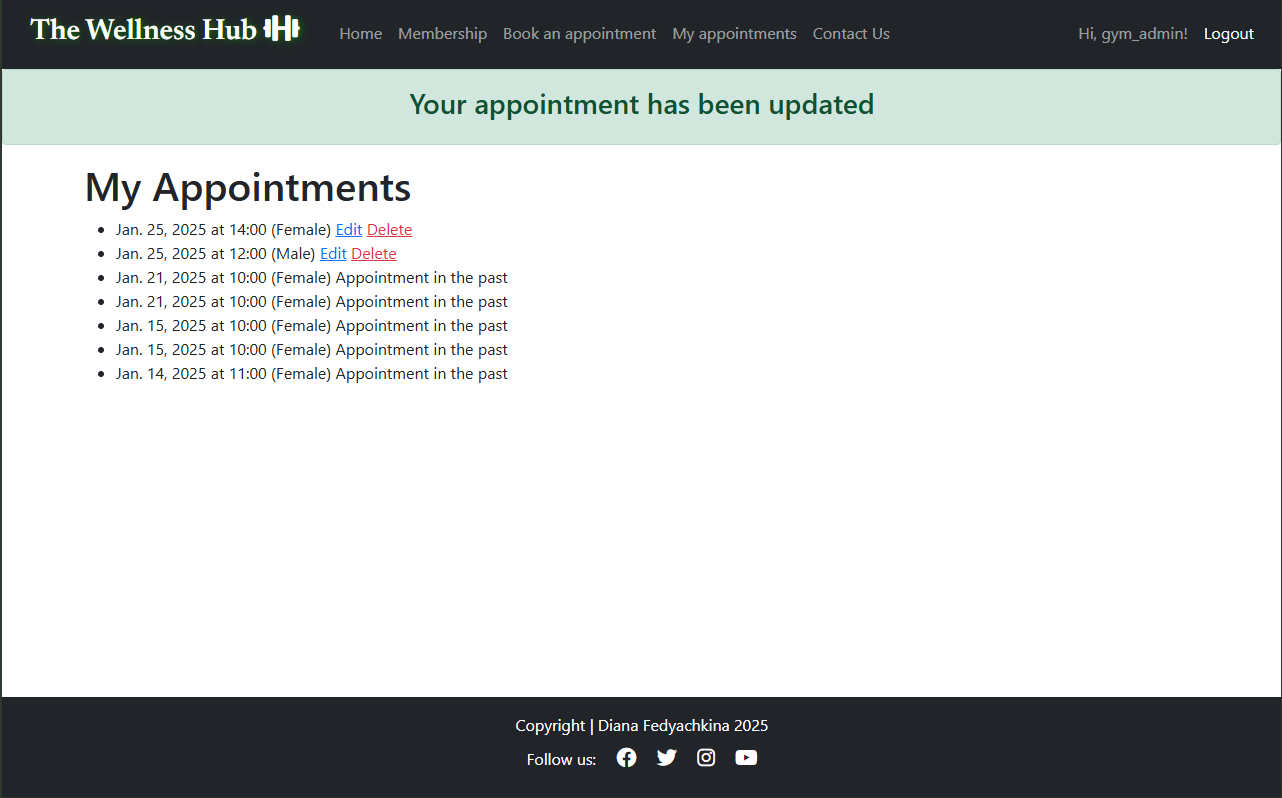 The Wellness Hub
Home Membership Book an appointment My appointments Contact Us Hi, gym_admin! Logout
Your appointment has been updated
My Appointments
Jan. 25, 2025 at 14:00 (Female) Edit Delete
Jan. 25, 2025 at 12:00 (Male) Edit Delete
Jan. 21, 2025 at 10:00 (Female) Appointment in the past
Jan. 21, 2025 at 10:00 (Female) Appointment in the past
Jan. 15, 2025 at 10:00 (Female) Appointment in the past
Jan. 15, 2025 at 10:00 (Female) Appointment in the past
Jan. 14, 2025 at 11:00 (Female) Appointment in the past
Copyright | Diana Fedyachkina 2025
Follow us: